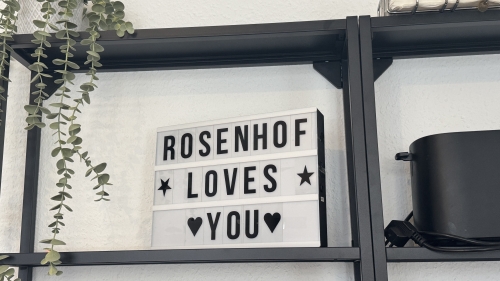 ROSENHOF
★ LOVES ★
♥YOU♥